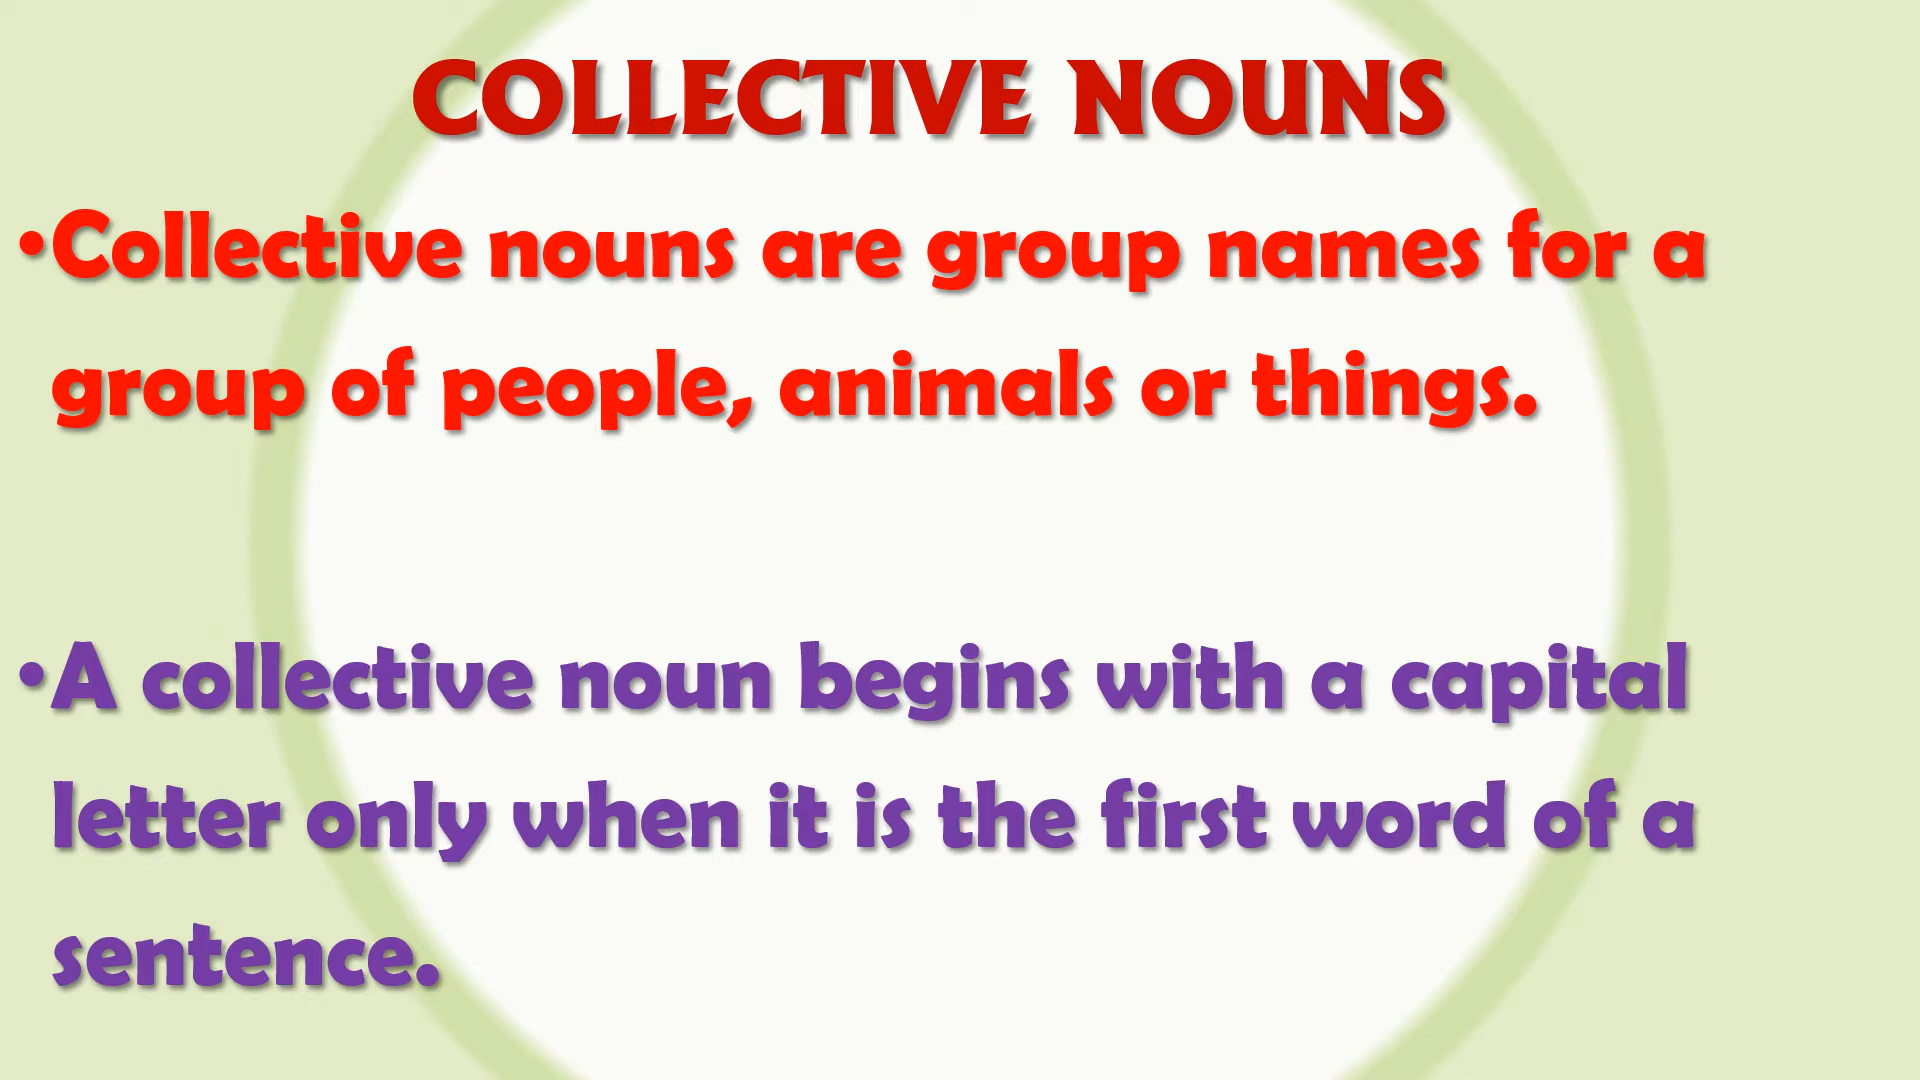 COLLECTIVE NOUNS
•Collective nouns are group names for a
group of people, animals or things.
•A collective noun begins with a capital
letter only when it is the first word of a
sentence.